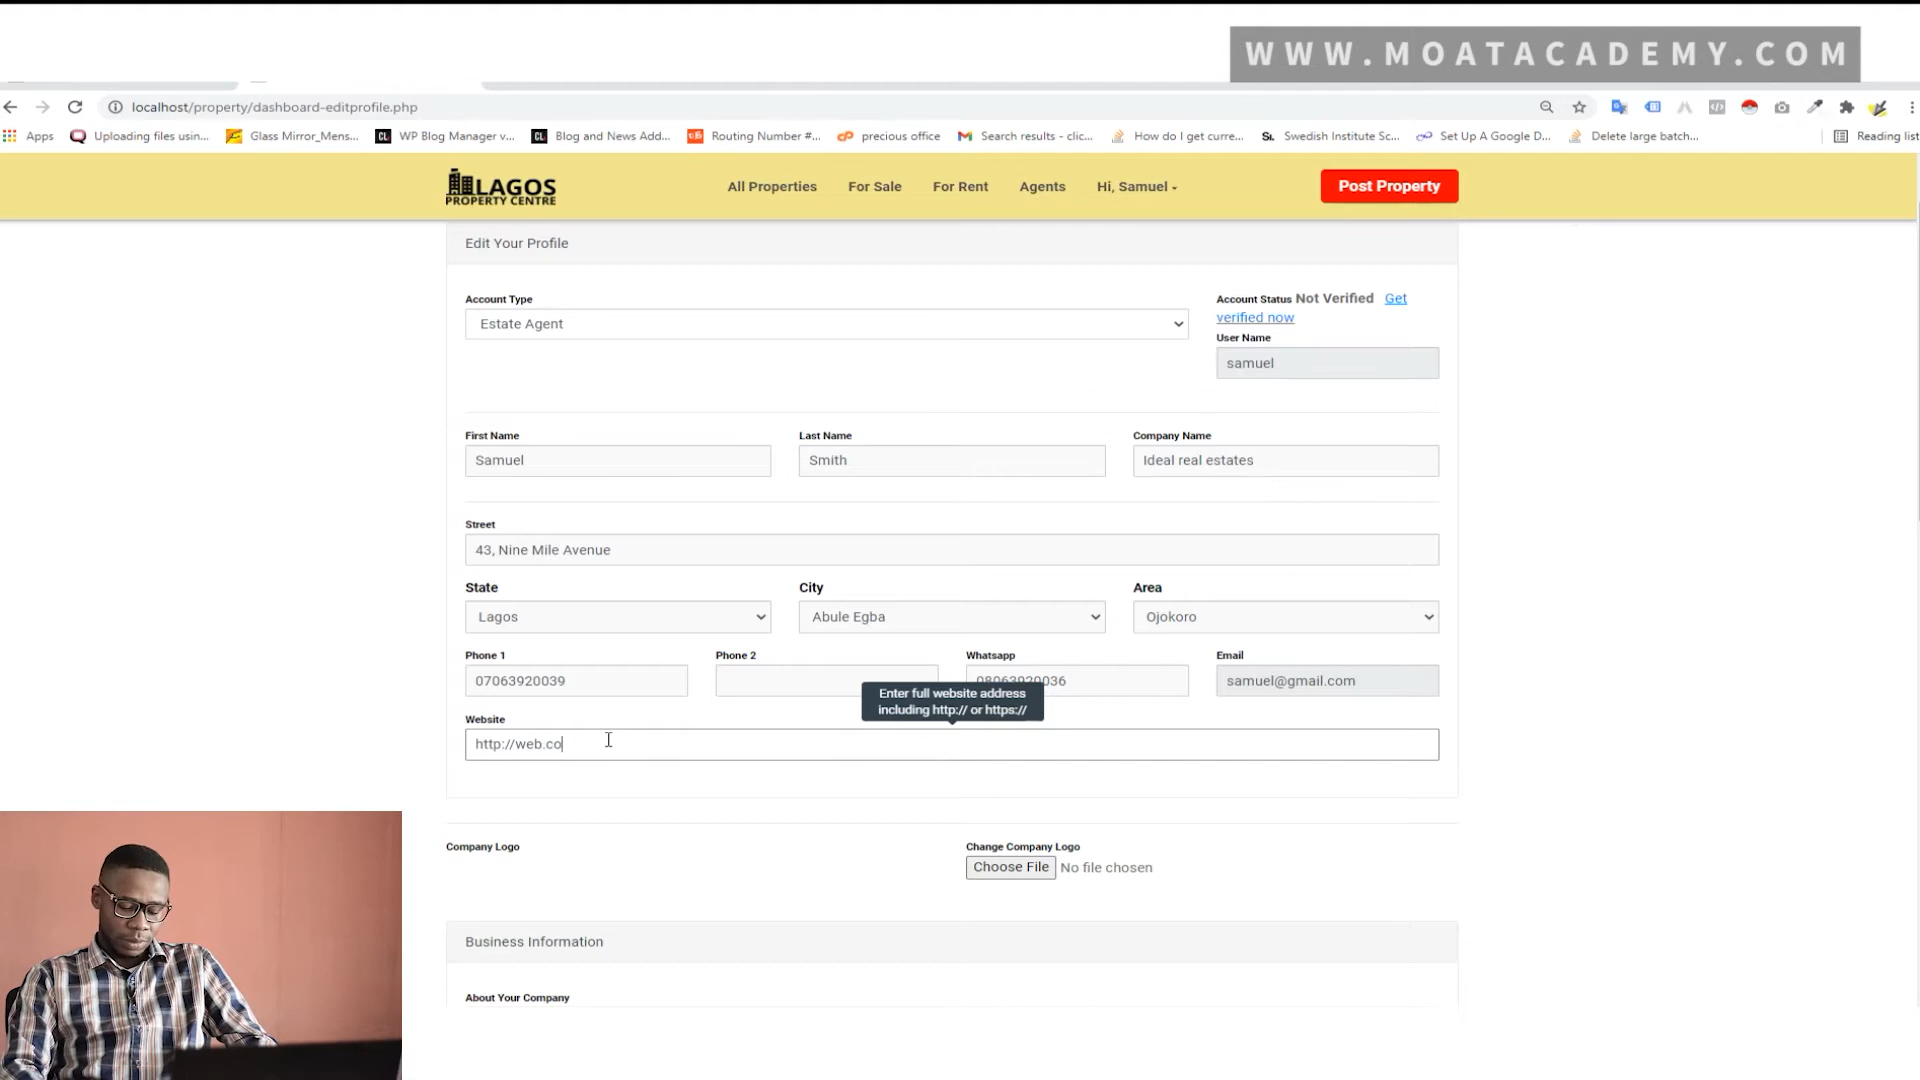 WWW.MOATACADEMY.COM
localhost/property/dashboard-editprofile.php
Apps
Uploading files usin...
Glass Mirror_Mens...
WP Blog Manager v...
Blog and News Add...
Routing Number #...
precious office
Search results - clic...
How do I get curre...
Swedish Institute Sc...
Set Up A Google D...
Delete large batch...
Reading list
LAGOS
PROPERTY CENTRE
All Properties
For Sale
For Rent
Agents
Hi, Samuel
Post Property
Edit Your Profile
Account Type
Estate Agent
Account Status Not Verified Get
verified now
User Name
samuel
First Name
Last Name
Company Name
Samuel
Smith
Ideal real estates
Street
43, Nine Mile Avenue
State
City
Area
Lagos
Abule Egba
Ojokoro
Phone 1
Phone 2
Whatsapp
Email
07063920039
08063920036
samuel@gmail.com
Enter full website address
including http:// or https://
Website
http://web.co
Company Logo
Change Company Logo
Choose File No file chosen
Business Information
About Your Company